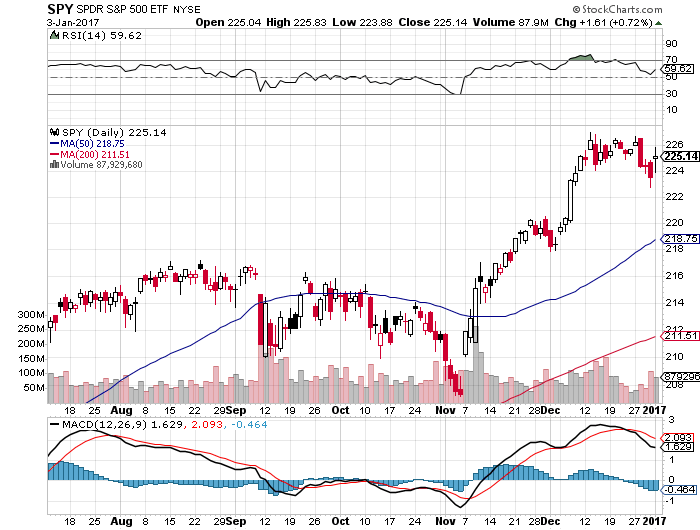 SPY SPDR S&P 500 ETF NYSE © StockCharts.com
3-Jan-2017 Open 225.04 High 225.83 Low 223.88 Close 225.14 Volume 87.9M Chg +1.61 (+0.72%)
RSI(14) 59.62
90
70
59.62
50
30
10
SPY (Daily) 225.14
MA(50) 218.75
MA(200) 211.51
Volume 87,929,680
226
225.14
224
222
220
218.75
218
216
214
300M
250M 212
211.51
200M
150M 210
100M
879296
50M 208
18 25 Aug 8 15 22 29 Sep 12 19 26 Oct 10 17 24 Nov 7 14 21 28 Dec 12 19 27 2017
MACD(12,26,9) 1.629, 2.093, -0.464
3
2.093
1.629
1
0
-0.464
-1
18 25 Aug 8 15 22 29 Sep 12 19 26 Oct 10 17 24 Nov 7 14 21 28 Dec 12 19 27 2017